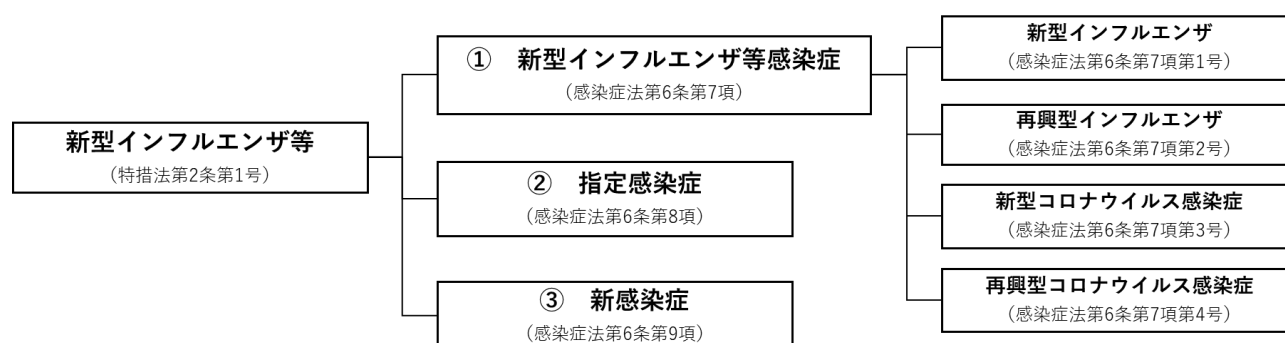 新型インフルエンザ等
（特措法第2条第1号）
① 新型インフルエンザ等感染症
（感染症法第6条第7項）
② 指定感染症
（感染症法第6条第8項）
③ 新感染症
（感染症法第6条第9項）
新型インフルエンザ
（感染症法第6条第7項第1号）
再興型インフルエンザ
（感染症法第6条第7項第2号）
新型コロナウイルス感染症
（感染症法第6条第7項第3号）
再興型コロナウイルス感染症
（感染症法第6条第7項第4号）